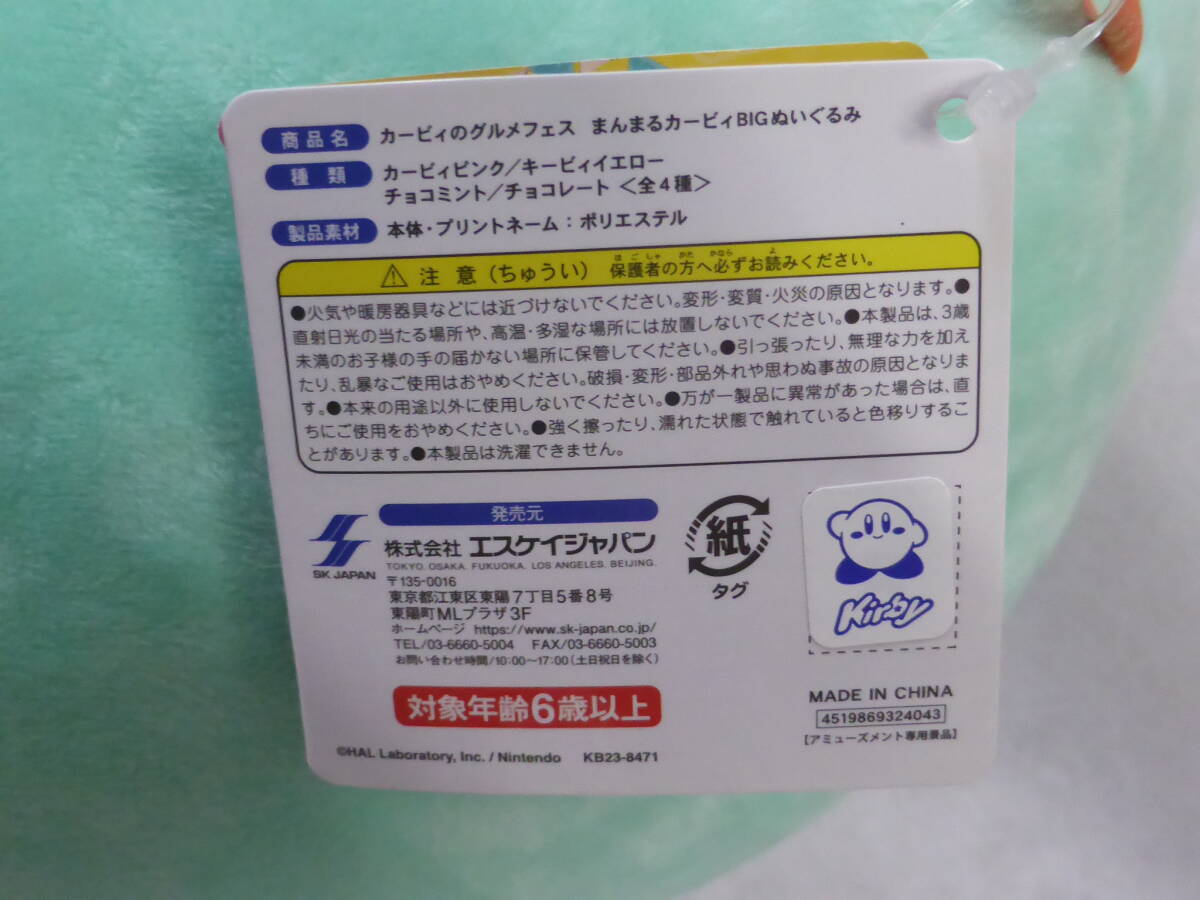 商品名 カービィのグルメフェス まんまるカービィBIGぬいぐるみ
種類 カービィピンク／キービィイエロー
チョコミント／チョコレート ＜全4種＞
製品素材 本体・プリントネーム：ポリエステル
⚠ 注意（ちゅうい） 保護者の方へ必ずお読みください。
●火気や暖房器具などには近づけないでください。変形・変質・火災の原因となります。●
直射日光の当たる場所や、高温・多湿な場所には放置しないでください。●本製品は、3歳
未満のお子様の手の届かない場所に保管してください。●引っ張ったり、無理な力を加え
たり、乱暴なご使用はおやめください。破損・変形・部品外れや思わぬ事故の原因となりま
す。●本来の用途以外に使用しないでください。●万が一製品に異常があった場合は、直
ちにご使用をおやめください。●強く擦ったり、濡れた状態で触れていると色移りするこ
とがあります。●本製品は洗濯できません。
発売元
SK JAPAN
株式会社 エスケイジャパン
TOKYO. OSAKA. FUKUOKA. LOS ANGELES. BEIJING.
〒135-0016
東京都江東区東陽7丁目5番8号
東陽町MLプラザ3F
ホームページ https://www.sk-japan.co.jp/
TEL/03-6660-5004 FAX/03-6660-5003
お問い合わせ時間/10:00〜17:00（土日祝日を除く）
対象年齢6歳以上
©HAL Laboratory, Inc. / Nintendo KB23-8471
紙
タグ
Kirby
MADE IN CHINA
4519869324043
【アミューズメント専用景品】